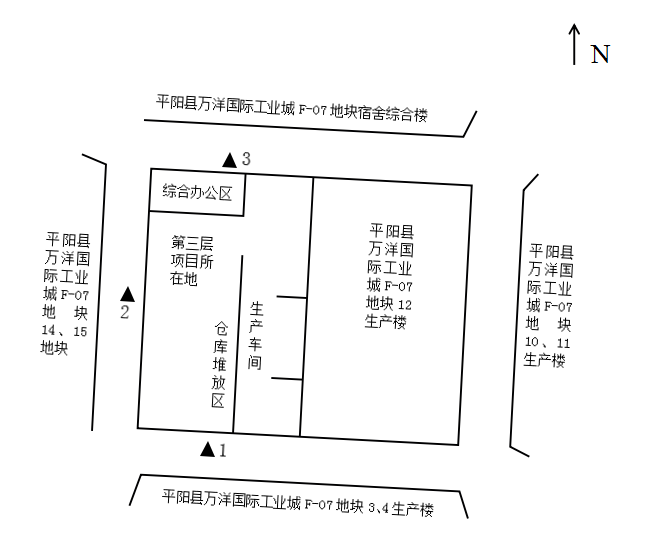 N
平阳县万洋国际工业城 F-07 地块宿舍综合楼
▲3
综合办公区
第三层
项目所
在地
平阳县
万洋国
际工业
城 F-07
地块
14、15
地块
▲
2
仓库堆放区
生产车间
平阳县
万洋国
际工业
城 F-07
地块 12
生产楼
平阳县
万洋国
际工业
城 F-07
地块
10、11
生产楼
▲1
平阳县万洋国际工业城 F-07 地块 3、4 生产楼